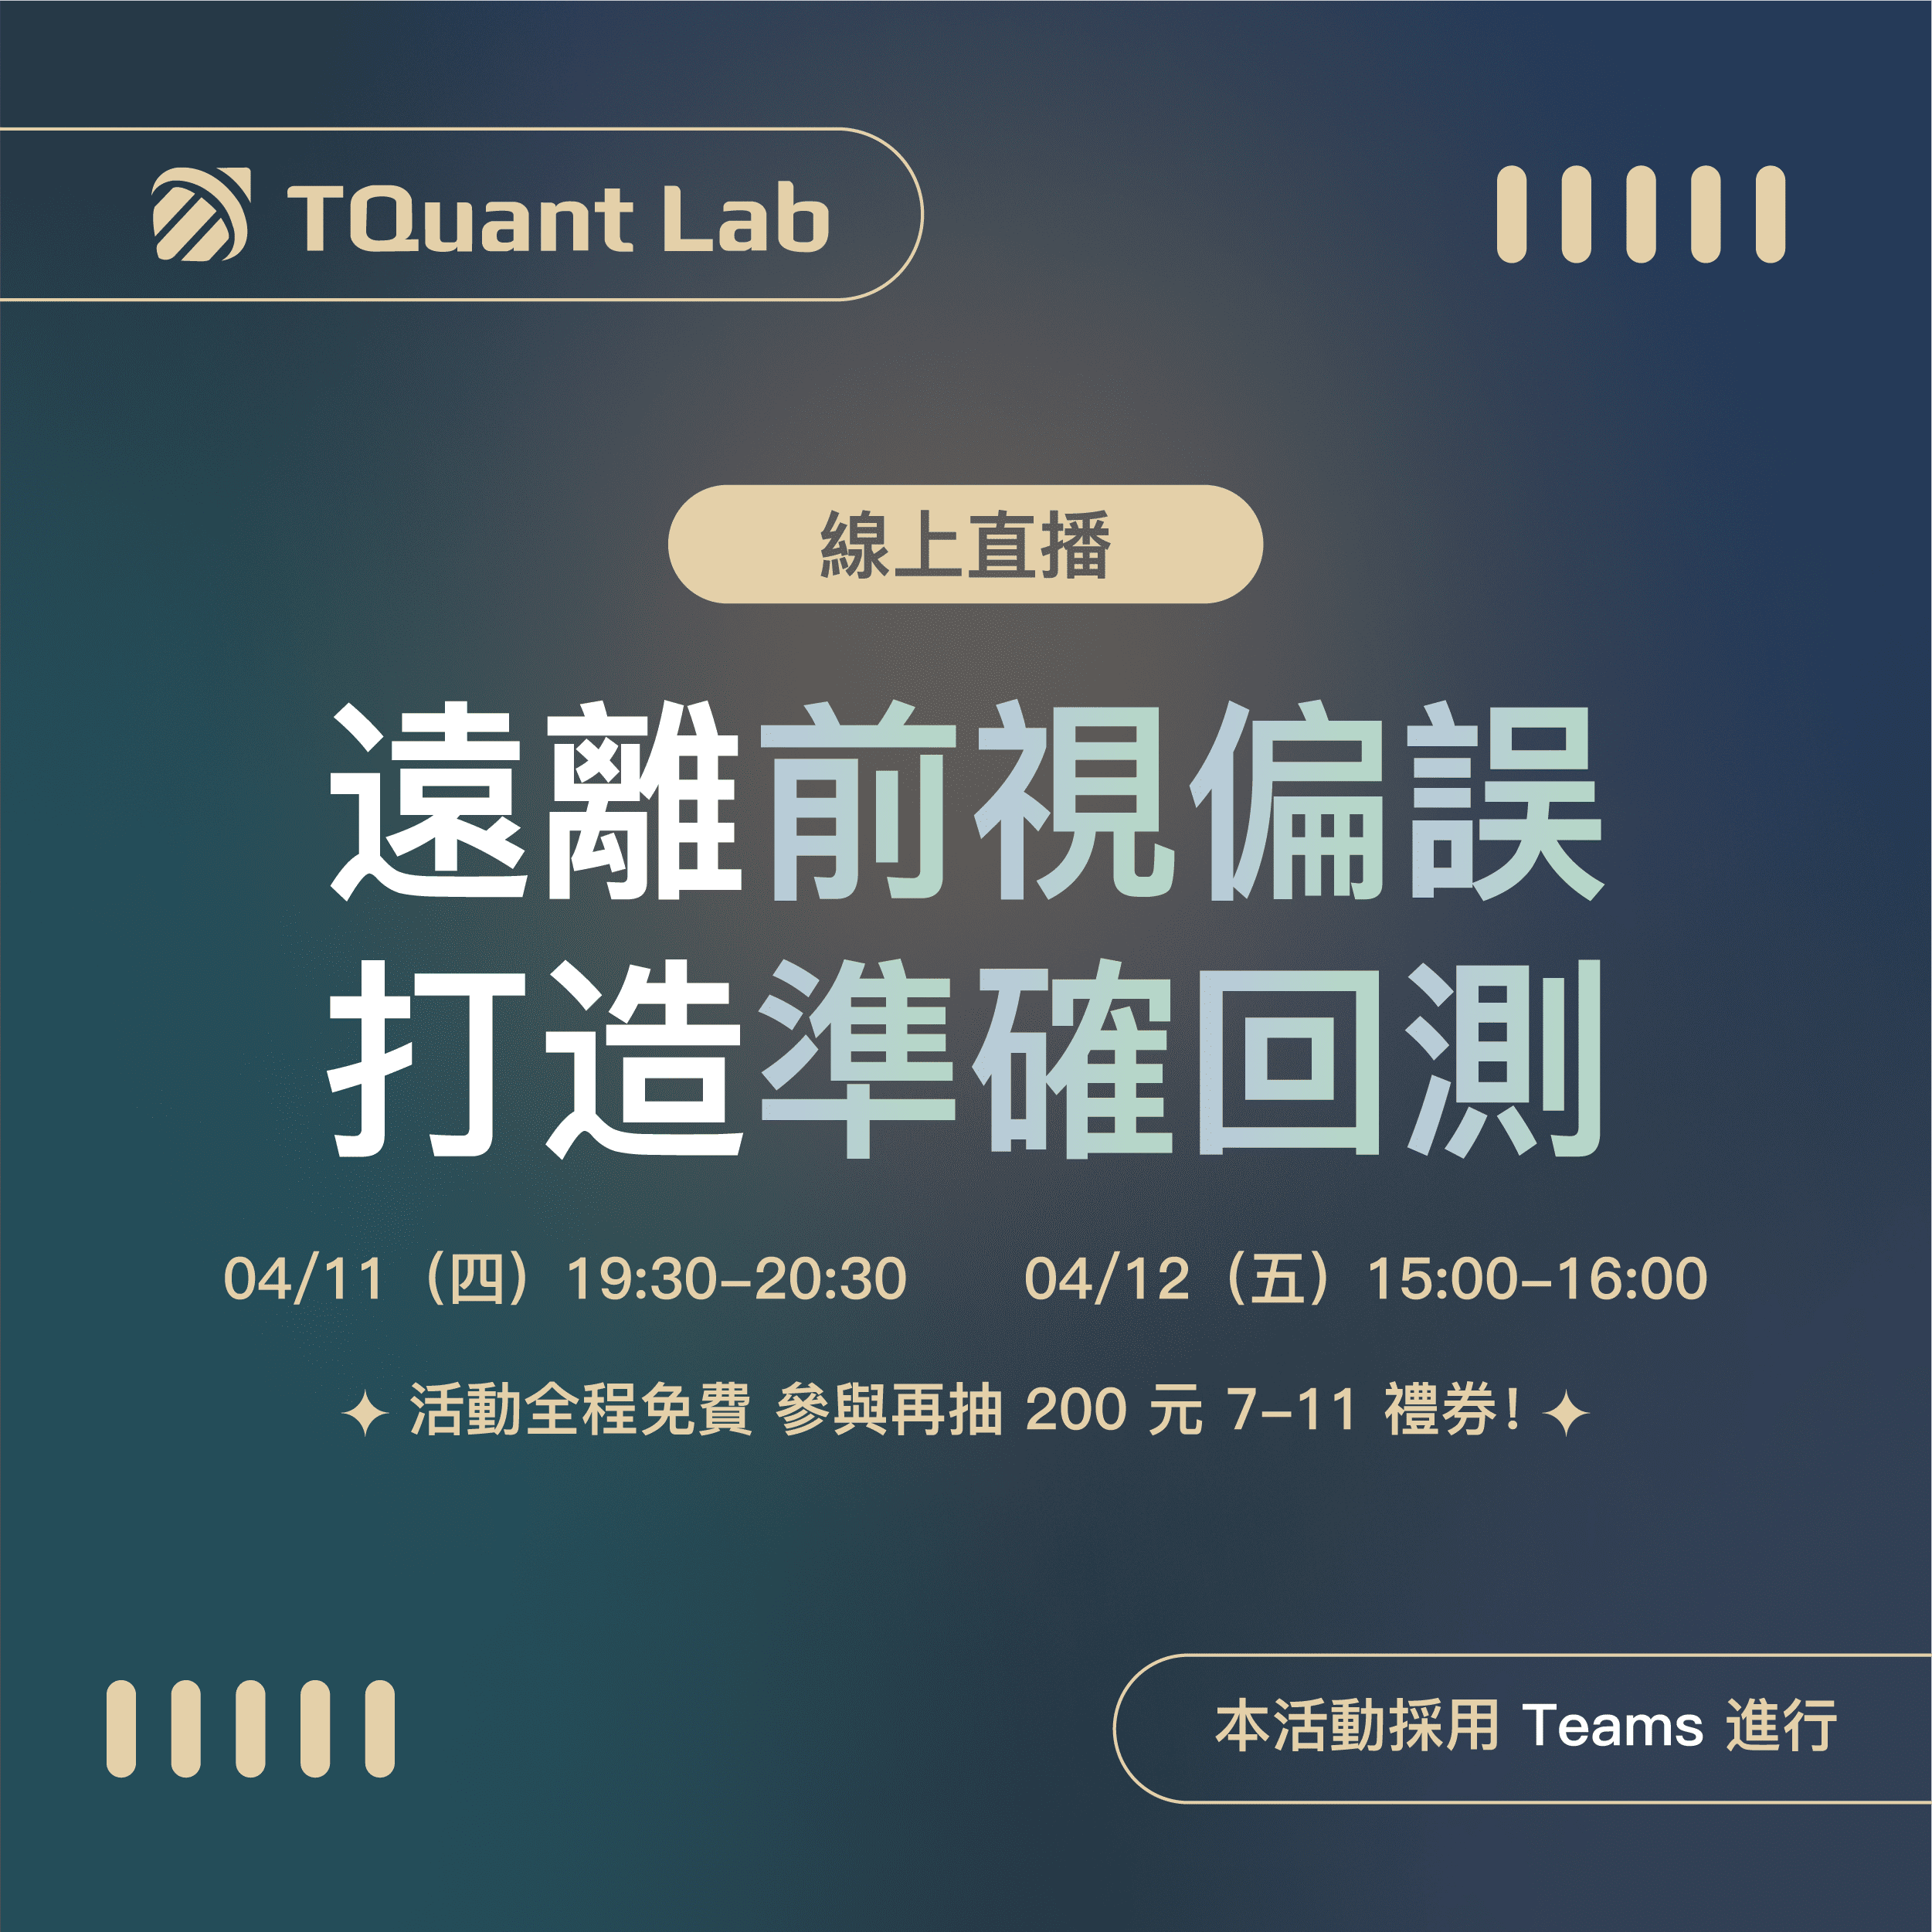 TQuant Lab
線上直播
遠離前視偏誤
打造準確回測
04/11（四）19:30–20:30 04/12（五）15:00–16:00
活動全程免費 參與再抽 200 元 7–11 禮券!
本活動採用 Teams 進行